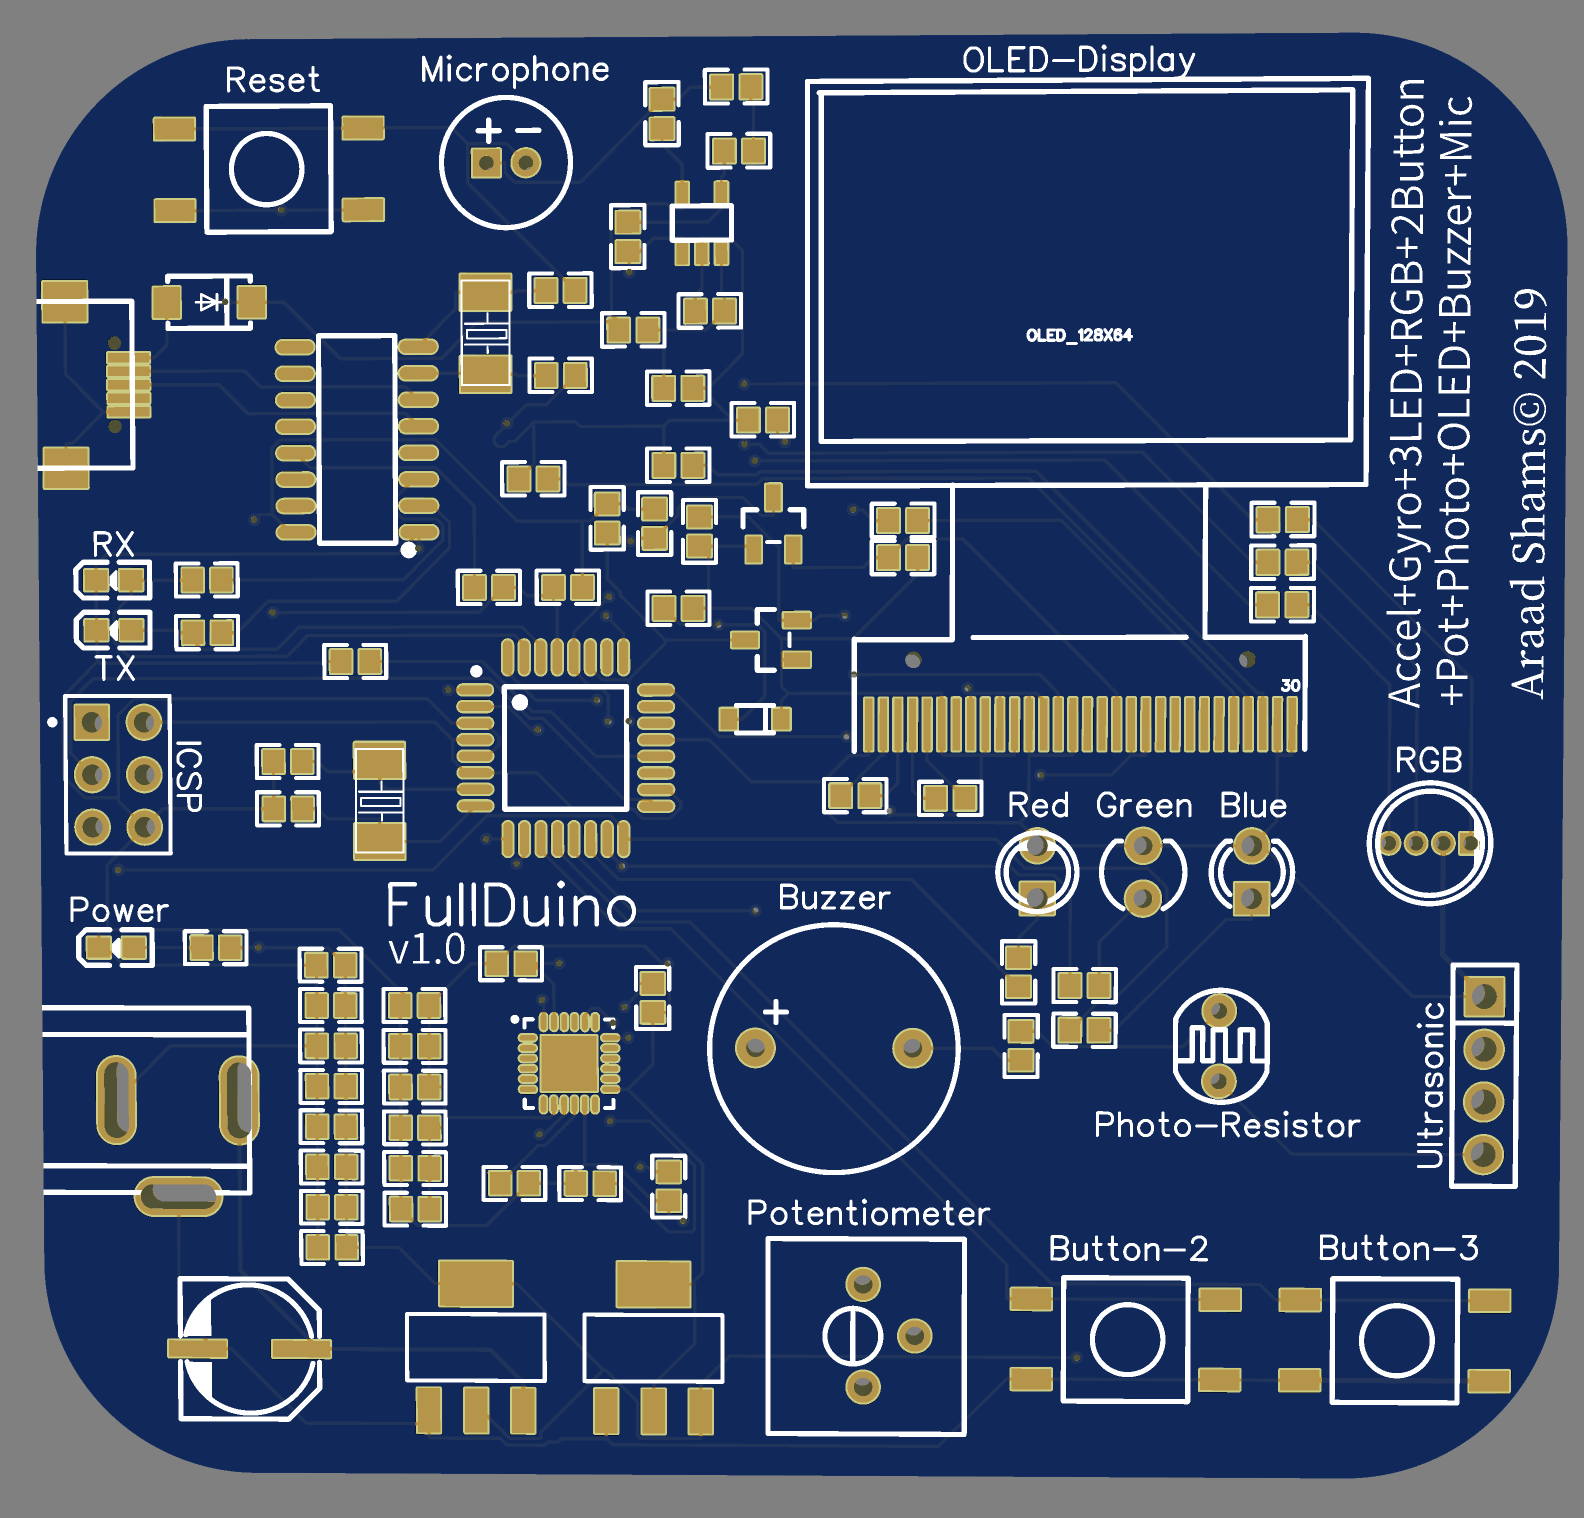 Reset
Microphone
OLED-Display
+ -
OLED_128X64
Accel+Gyro+3LED+RGB+2Button
+Pot+Photo+OLED+Buzzer+Mic
Araad Shams© 2019
RX
TX
ICSP
30
RGB
Red Green Blue
FullDuino
v1.0
Buzzer
+
Power
Photo-Resistor
Ultrasonic
Potentiometer
Button-2
Button-3